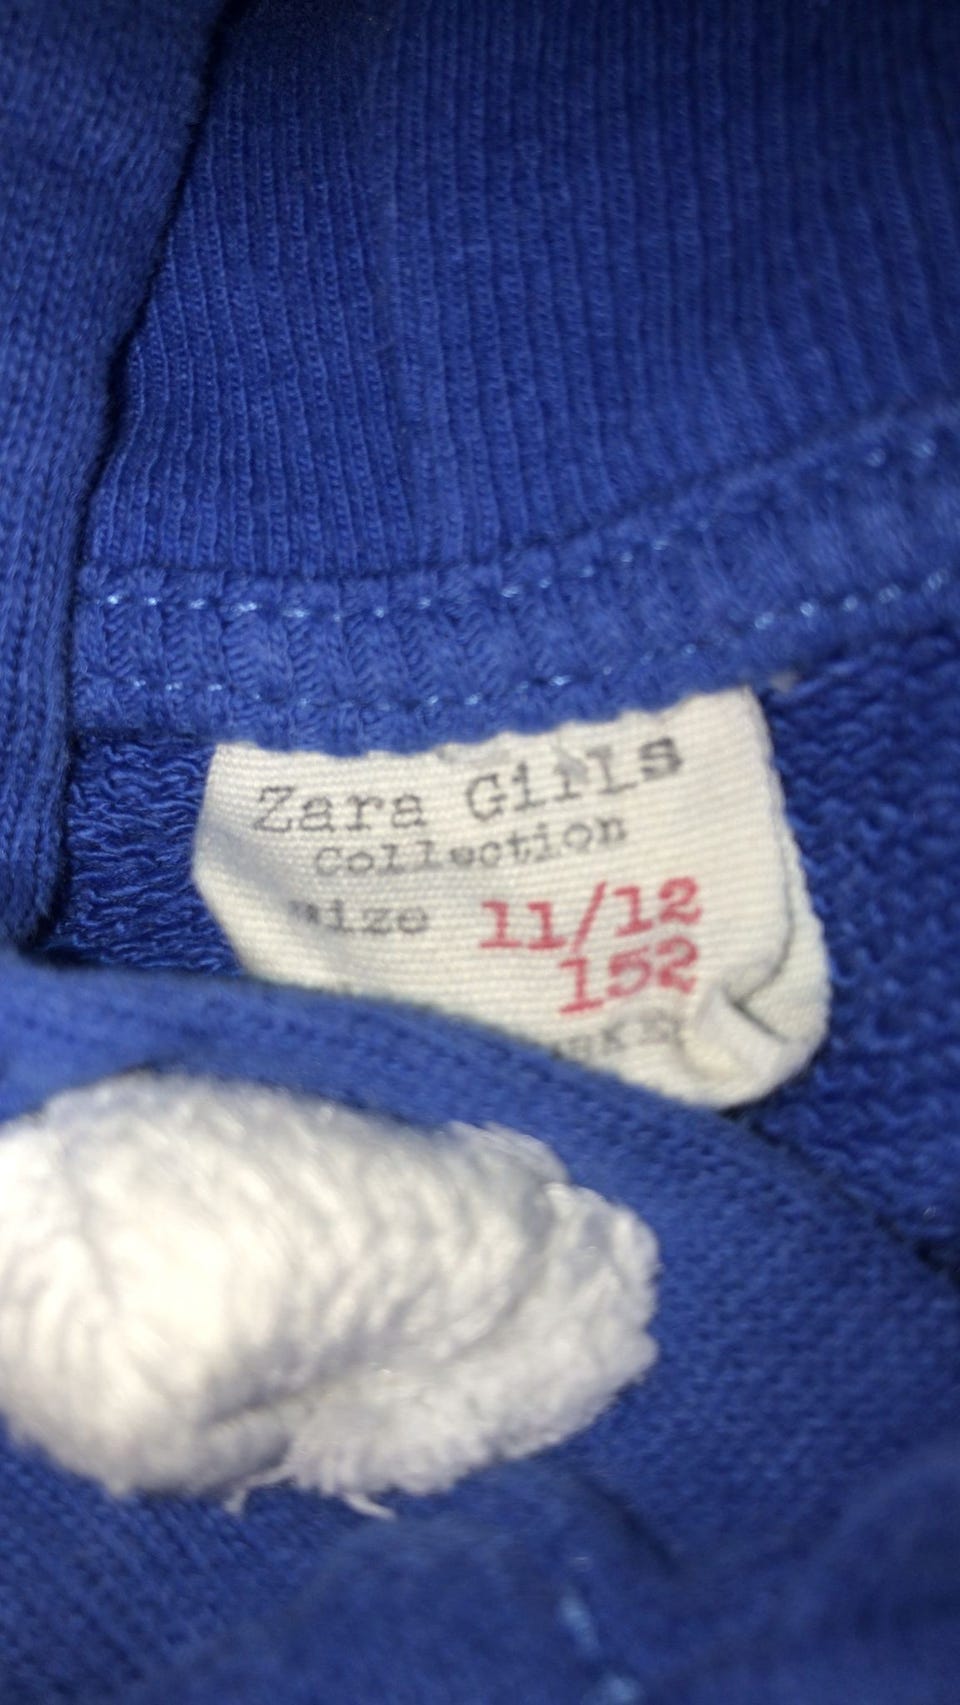 Zara Girls
Collection
Size 11/12
152